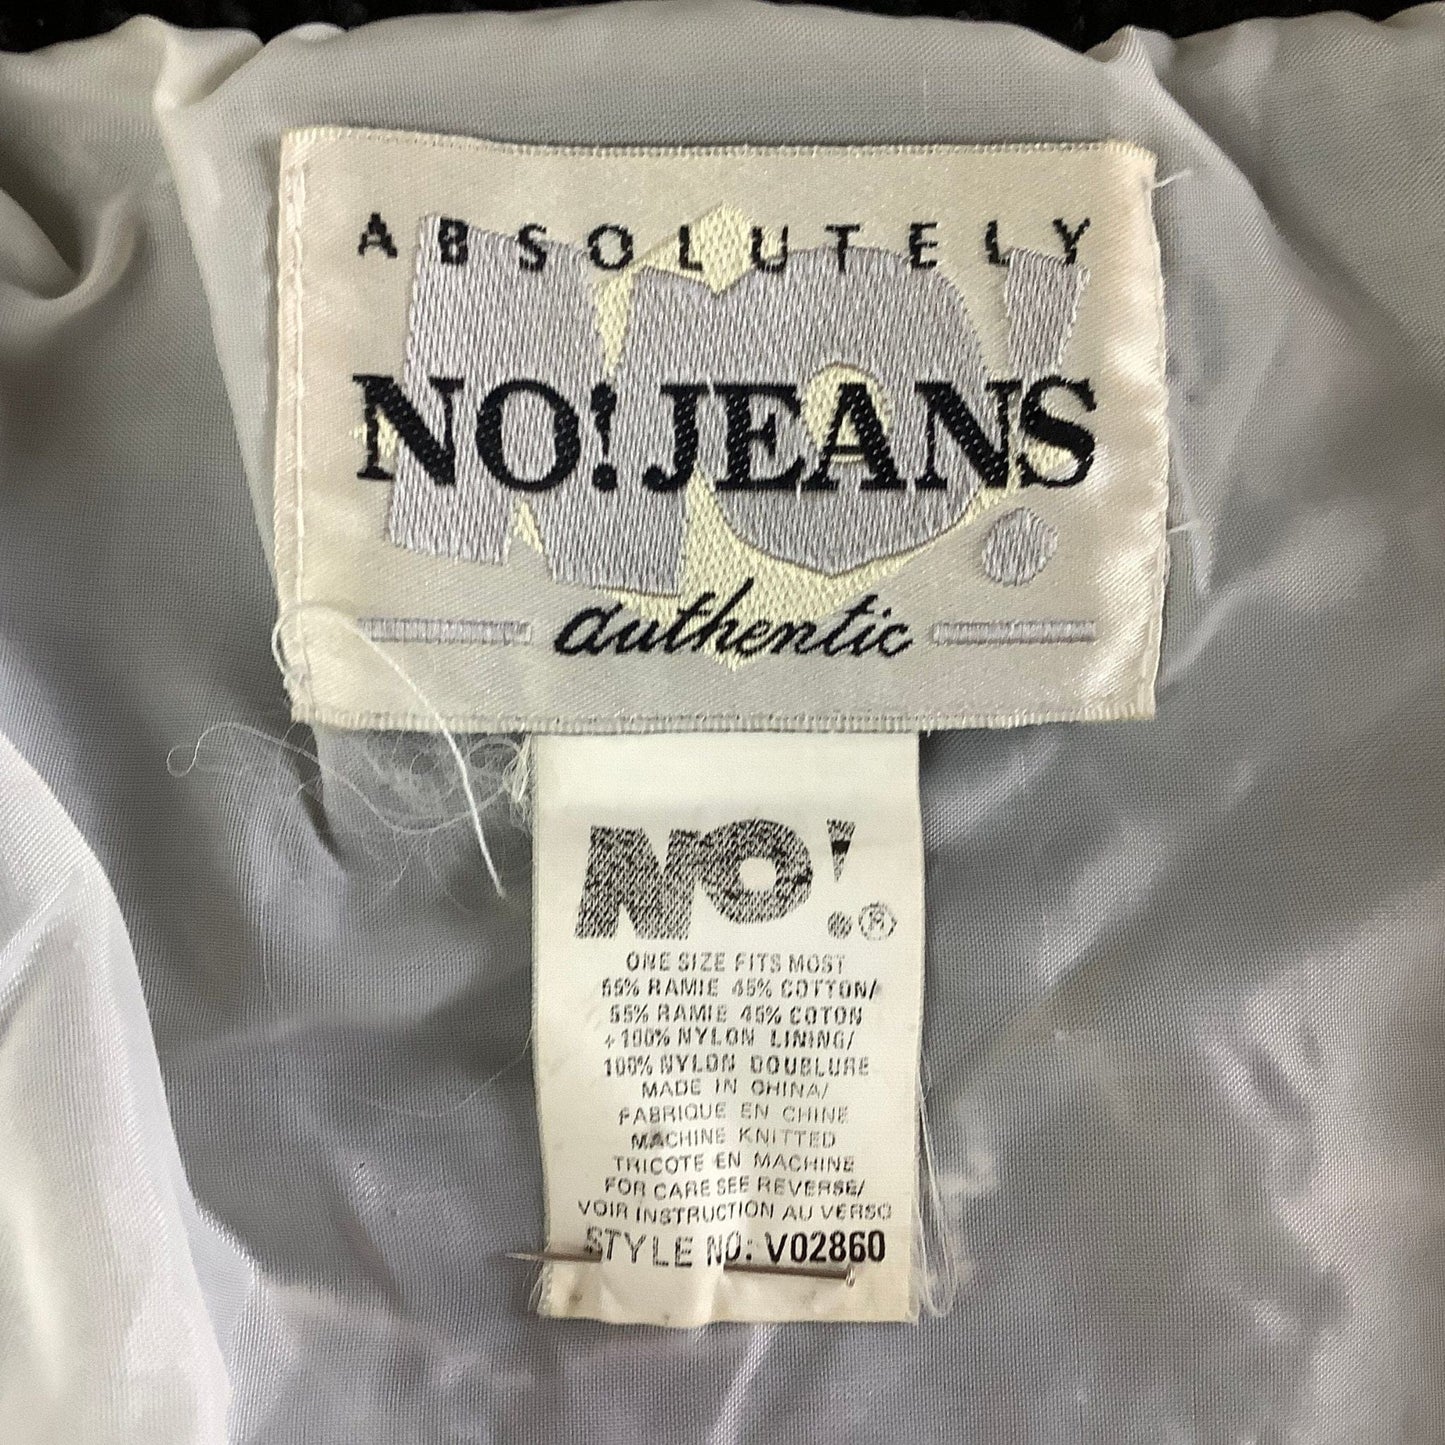 ABSOLUTELY
NO! JEANS
authentic
NO! ®
ONE SIZE FITS MOST
55% RAMIE 45% COTTON/
55% RAMIE 45% COTON
+100% NYLON LINING/
100% NYLON DOUBLURE
MADE IN CHINA/
FABRIQUE EN CHINE
MACHINE KNITTED
TRICOTE EN MACHINE
FOR CARE SEE REVERSE/
VOIR INSTRUCTION AU VERSO
STYLE NO: V02860